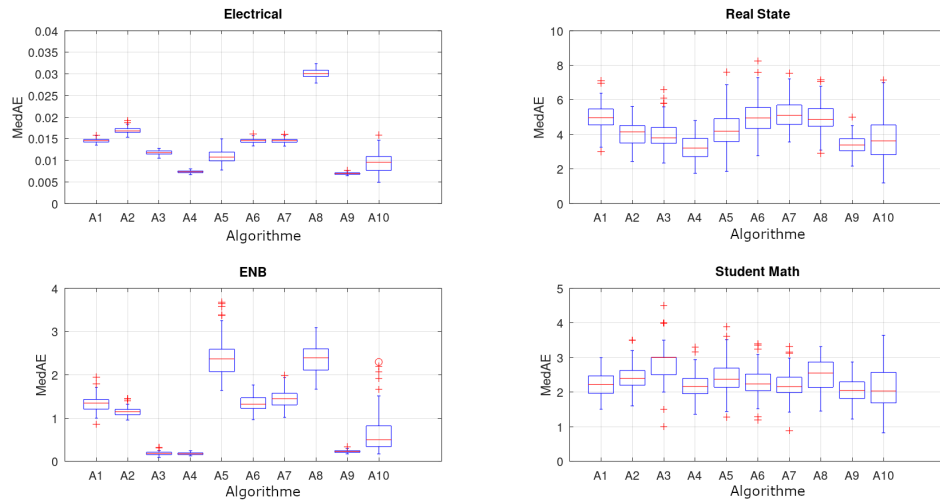 Electrical
0.04
0.035
0.03
0.025
0.02
0.015
0.01
0.005
0
MedAE
A1 A2 A3 A4 A5 A6 A7 A8 A9 A10
Algorithme
Real State
10
8
6
4
2
0
MedAE
A1 A2 A3 A4 A5 A6 A7 A8 A9 A10
Algorithme
ENB
4
3
2
1
0
MedAE
A1 A2 A3 A4 A5 A6 A7 A8 A9 A10
Algorithme
Student Math
5
4
3
2
1
0
MedAE
A1 A2 A3 A4 A5 A6 A7 A8 A9 A10
Algorithme